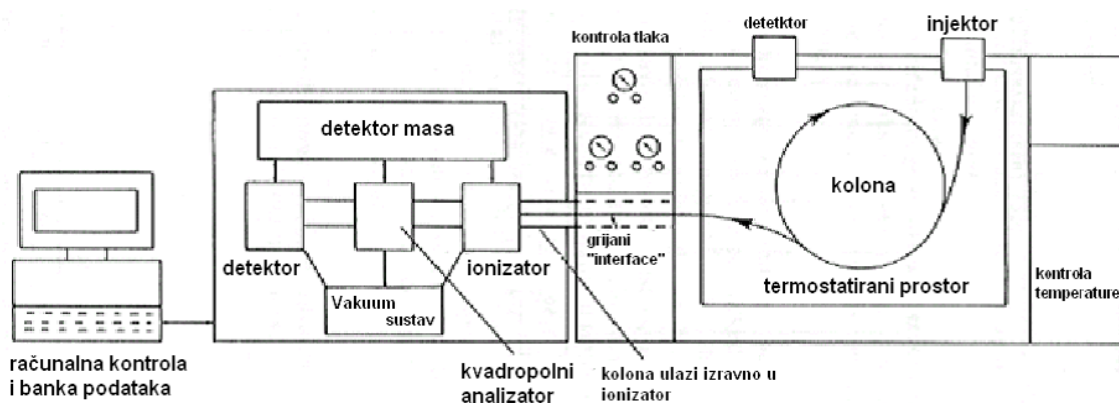 kontrola tlaka
detetktor
injektor
detektor masa
kolona
detektor
ionizator
grijani
"interface"
termostatirani prostor
kontrola
temperature
Vakuum
sustav
računalna kontrola
i banka podataka
kvadropolni
analizator
kolona ulazi izravno u
ionizator